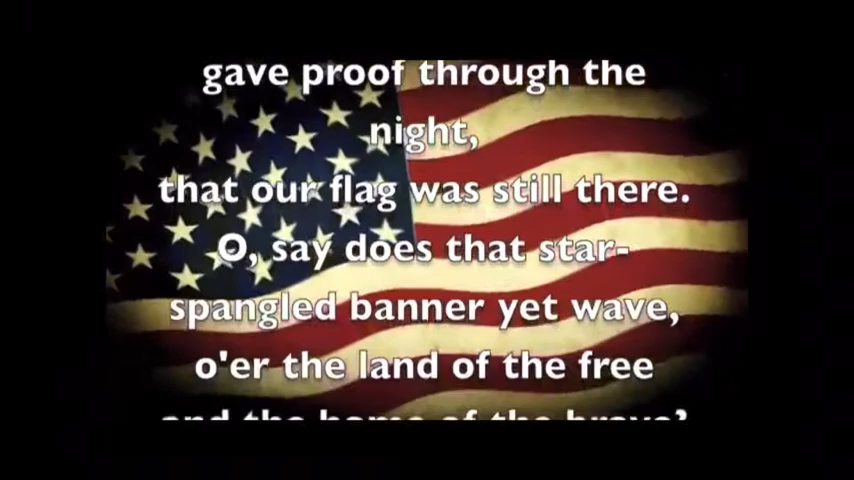 gave proof through the
night,
that our flag was still there.
O, say does that star-
spangled banner yet wave,
o'er the land of the free
and the home of the brave?